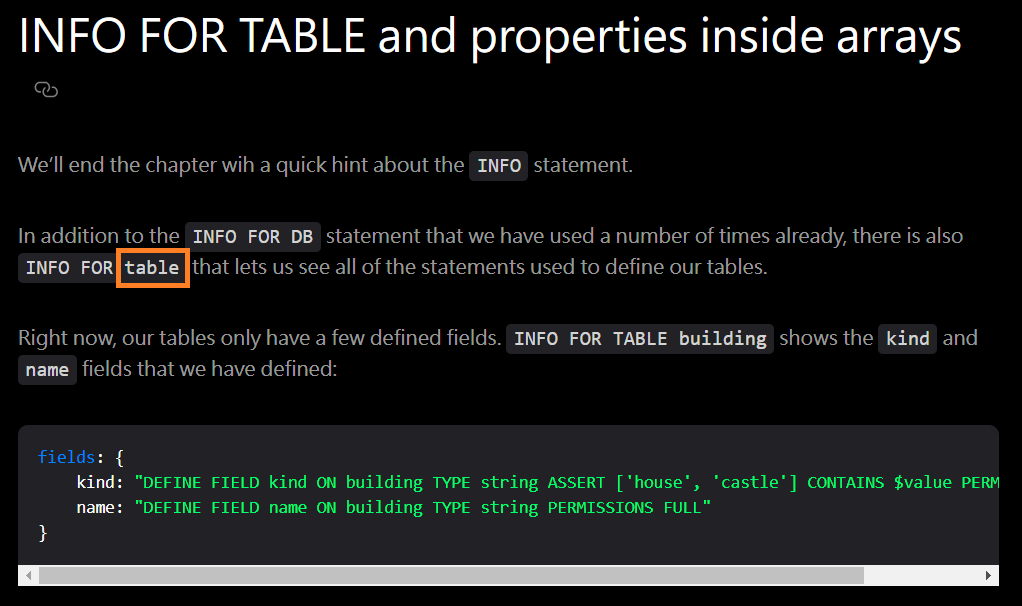 INFO FOR TABLE and properties inside arrays
We’ll end the chapter wih a quick hint about the INFO statement.
In addition to the INFO FOR DB statement that we have used a number of times already, there is also
INFO FOR table that lets us see all of the statements used to define our tables.
Right now, our tables only have a few defined fields. INFO FOR TABLE building shows the kind and
name fields that we have defined:
fields: {
    kind: "DEFINE FIELD kind ON building TYPE string ASSERT ['house', 'castle'] CONTAINS $value PERM
    name: "DEFINE FIELD name ON building TYPE string PERMISSIONS FULL"
}